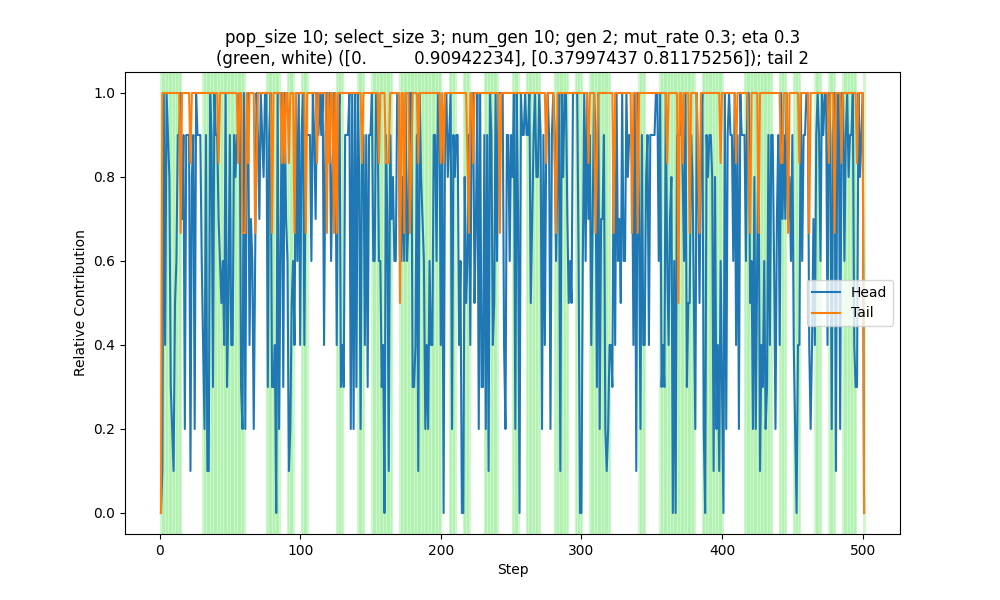 pop_size 10; select_size 3; num_gen 10; gen 2; mut_rate 0.3; eta 0.3
(green, white) ([0.         0.90942234], [0.37997437 0.81175256]); tail 2
Relative Contribution
1.0
0.8
0.6
0.4
0.2
0.0
Head
Tail
0
100
200
300
400
500
Step